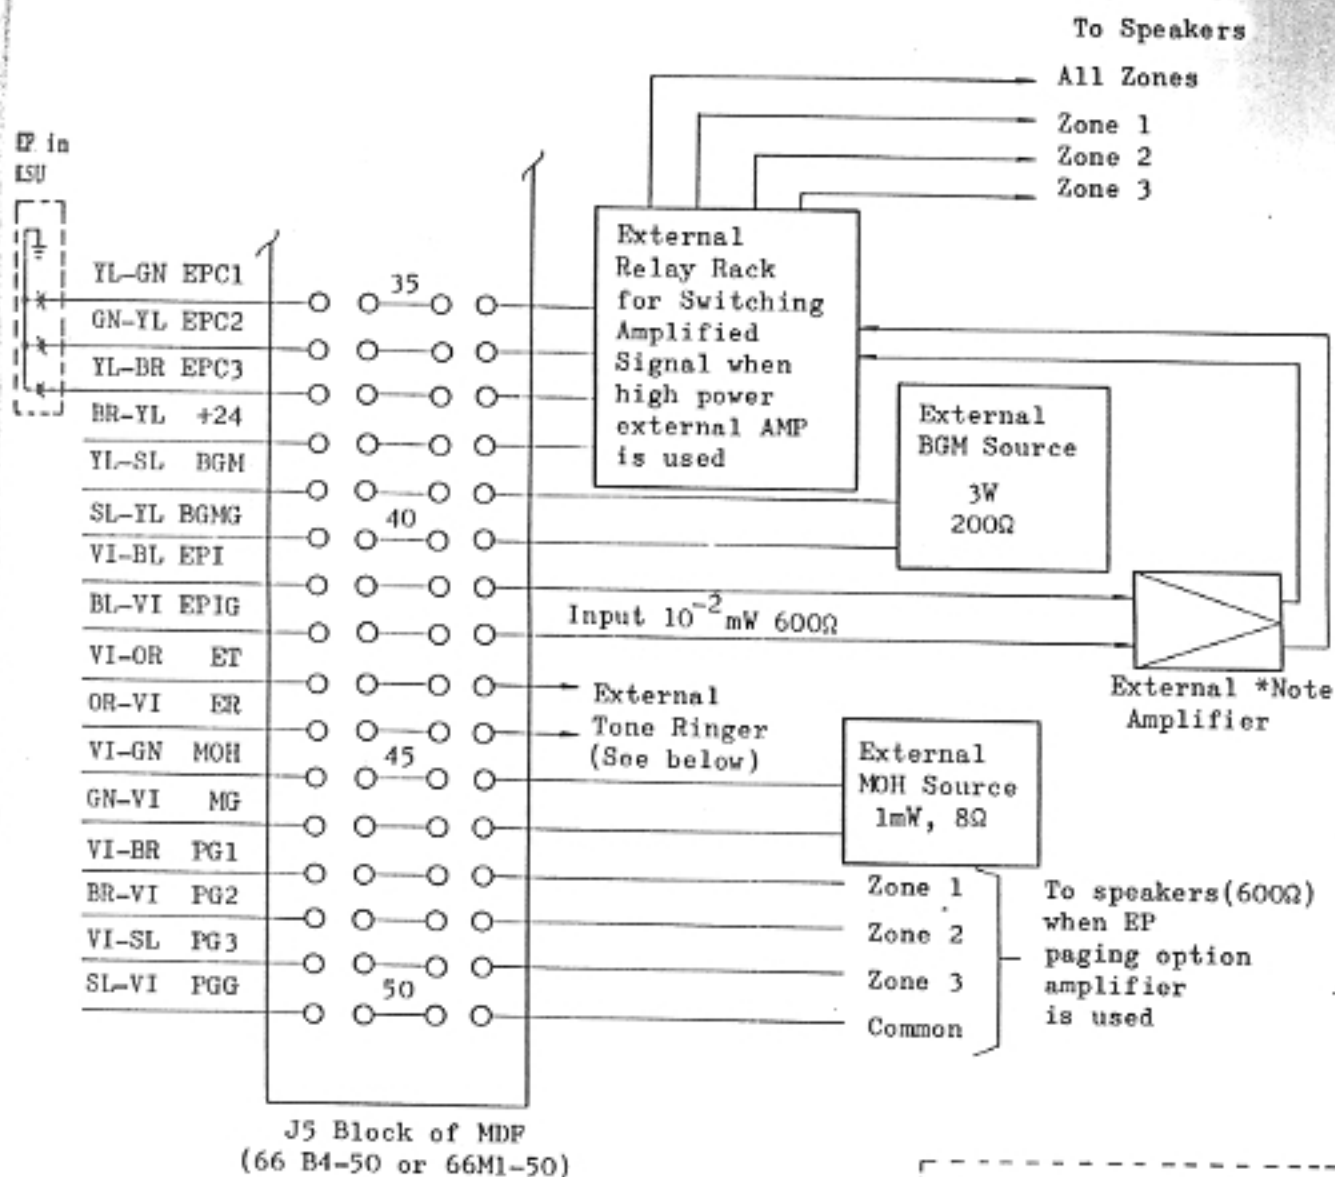 To Speakers
All Zones
Zone 1
Zone 2
Zone 3
EP in
KSU
YL-GN EPC1
GN-YL EPC2
YL-BR EPC3
BR-YL +24
YL-SL BGM
SL-YL BGMG
VI-BL EPI
BL-VI EPIG
VI-OR ET
OR-VI ER
VI-GN MOH
GN-VI MG
VI-BR PG1
BR-VI PG2
VI-SL PG3
SL-VI PGG
35
40
45
50
External
Relay Rack
for Switching
Amplified
Signal when
high power
external AMP
is used
External
BGM Source
3W
200Ω
Input 10⁻²mW 600Ω
External *Note
Amplifier
External
Tone Ringer
(See below)
External
MOH Source
1mW, 8Ω
Zone 1
Zone 2
Zone 3
Common
To speakers(600Ω)
when EP
paging option
amplifier
is used
J5 Block of MDF
(66 B4-50 or 66M1-50)